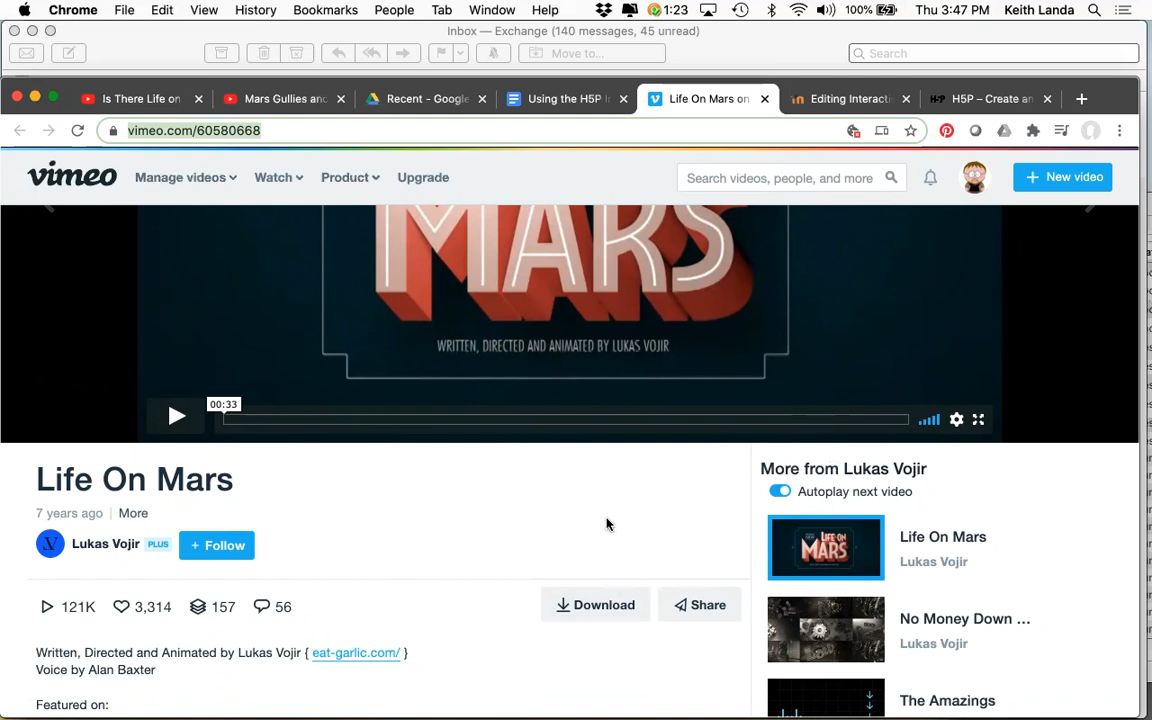 Chrome File Edit View History Bookmarks People Tab Window Help 1:23 100% Thu 3:47 PM Keith Landa
Inbox — Exchange (140 messages, 45 unread)
Move to... Search
Is There Life on Mars Gullies and Recent - Google Using the H5P Life On Mars on Editing Interacti H5P – Create an
vimeo.com/60580668
vimeo Manage videos Watch Product Upgrade Search videos, people, and more New video
MARS
WRITTEN, DIRECTED AND ANIMATED BY LUKAS VOJIR
00:33
Life On Mars
7 years ago More
Lukas Vojir PLUS + Follow
121K 3,314 157 56
Download Share
Written, Directed and Animated by Lukas Vojir { eat-garlic.com/ }
Voice by Alan Baxter
Featured on:
More from Lukas Vojir
Autoplay next video
LIFE ON
MARS
Life On Mars
Lukas Vojir
No Money Down ...
Lukas Vojir
The Amazings